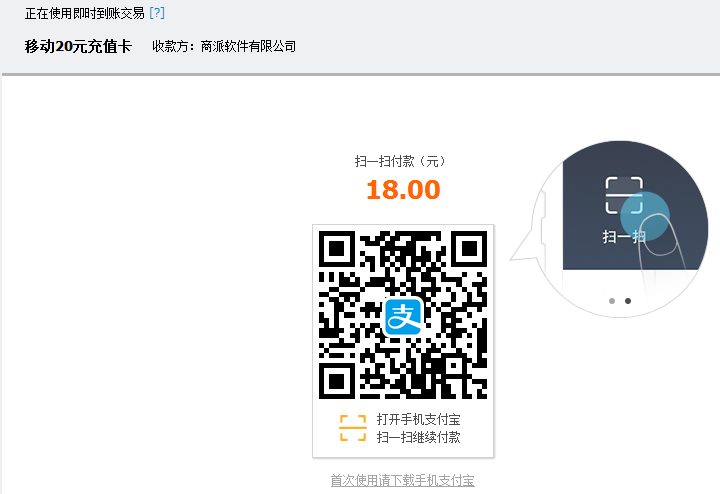 正在使用即时到账交易 [?]
移动20元充值卡 收款方：商派软件有限公司
扫一扫付款（元）
18.00
扫一扫
支
打开手机支付宝
扫一扫继续付款
首次使用请下载手机支付宝